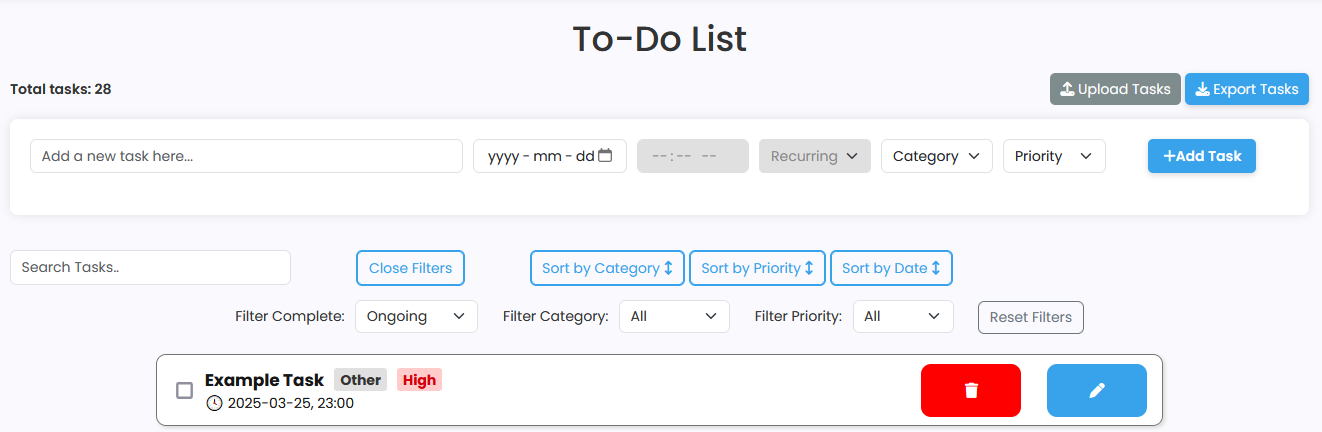 To-Do List
Total tasks: 28
Upload Tasks
Export Tasks
Add a new task here...
yyyy - mm - dd
-- : -- --
Recurring
Category
Priority
+Add Task
Search Tasks..
Close Filters
Sort by Category
Sort by Priority
Sort by Date
Filter Complete: Ongoing
Filter Category: All
Filter Priority: All
Reset Filters
Example Task Other High
2025-03-25, 23:00